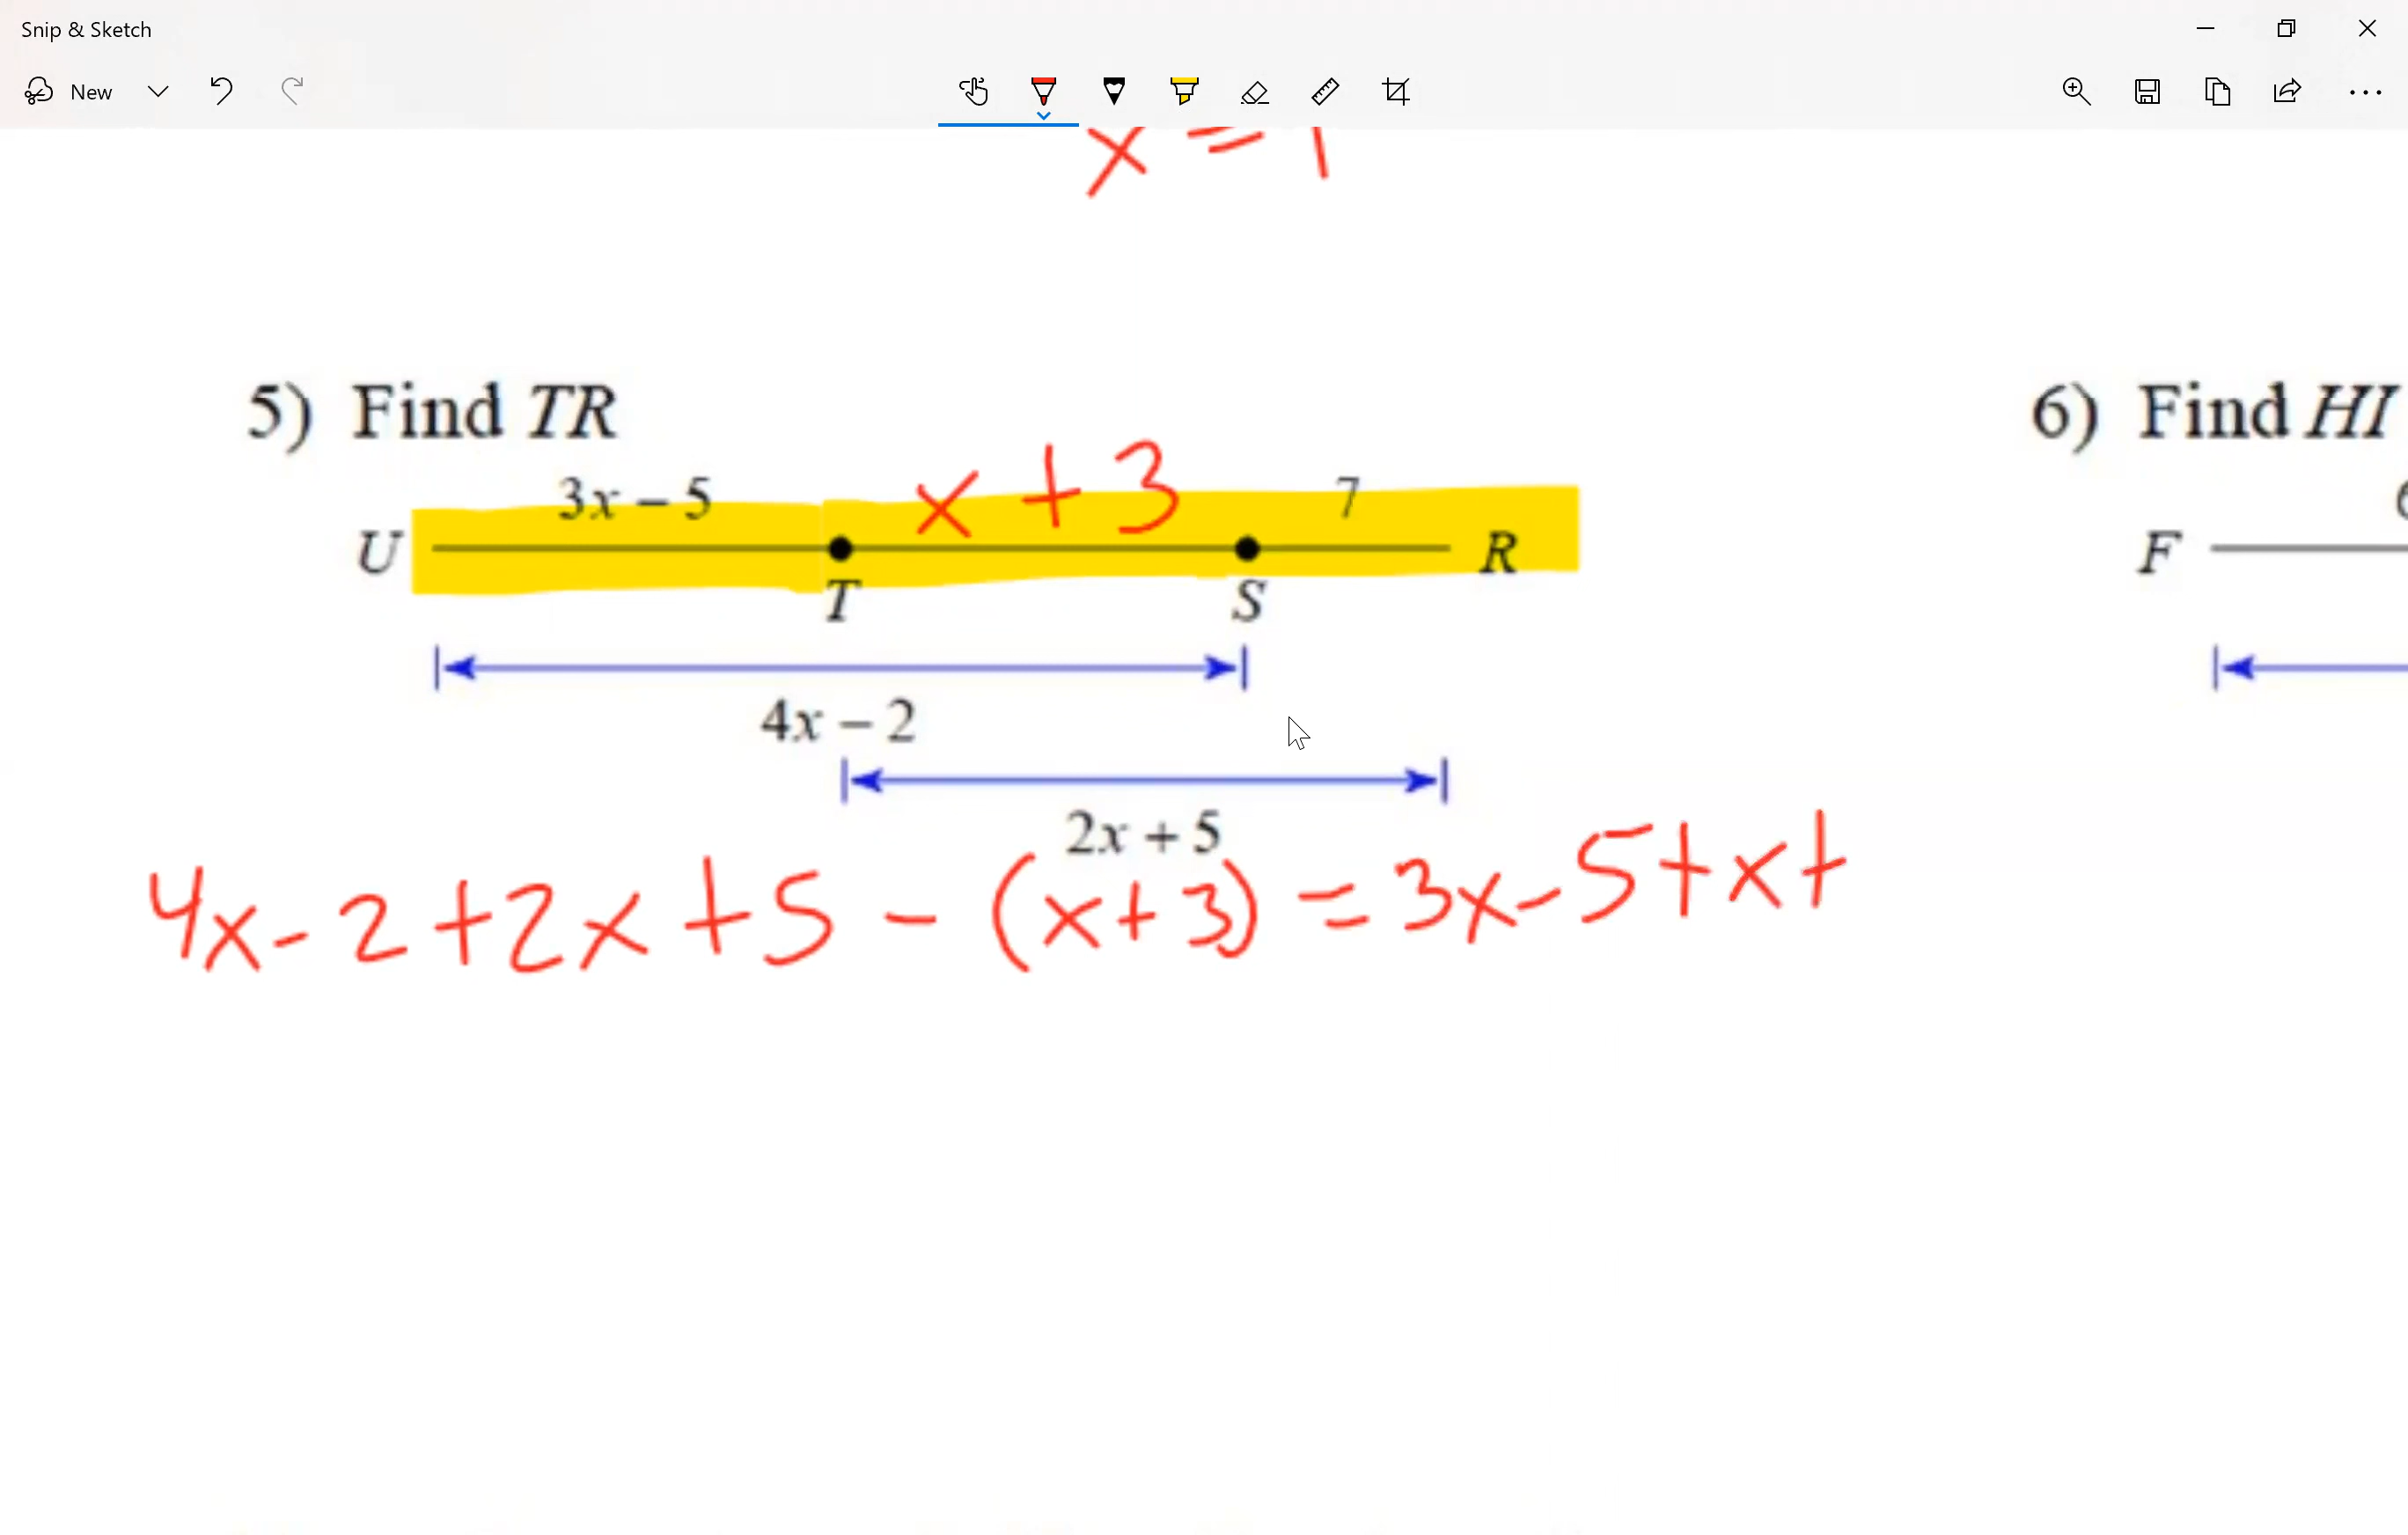 Snip & Sketch
New
x = 1
5) Find TR
6) Find HI
3x – 5
x + 3
7
U
R
F
T
S
4x – 2
2x + 5
4x - 2 + 2x + 5 - (x + 3) = 3x - 5 + x +